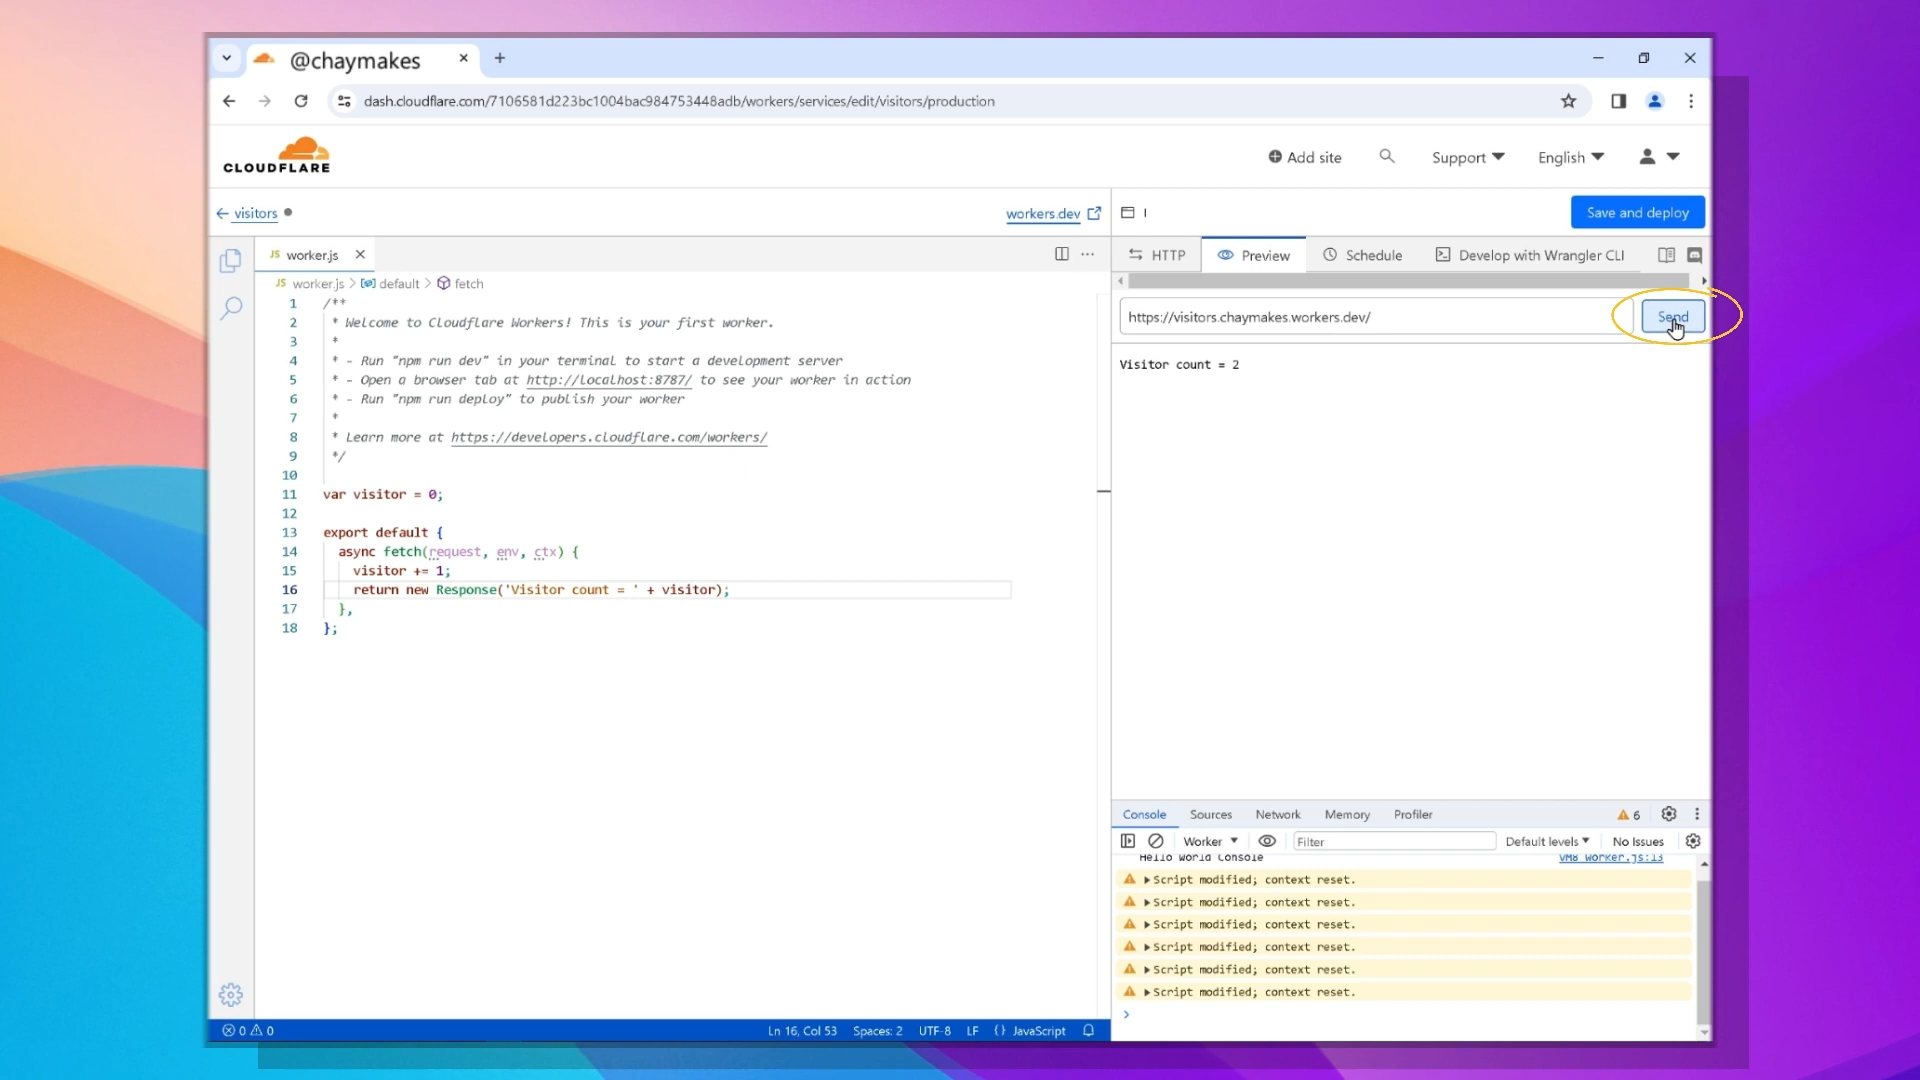 @chaymakes
dash.cloudflare.com/7106581d223bc1004bac984753448adb/workers/services/edit/visitors/production
CLOUDFLARE
Add site
Support
English
visitors
workers.dev
Save and deploy
JS worker.js
HTTP
Preview
Schedule
Develop with Wrangler CLI
JS worker.js > default > fetch
1 /**
2 * Welcome to Cloudflare Workers! This is your first worker.
3 *
4 * - Run "npm run dev" in your terminal to start a development server
5 * - Open a browser tab at http://localhost:8787/ to see your worker in action
6 * - Run "npm run deploy" to publish your worker
7 *
8 * Learn more at https://developers.cloudflare.com/workers/
9 */
10
11 var visitor = 0;
12
13 export default {
14 async fetch(request, env, ctx) {
15 visitor += 1;
16 return new Response('Visitor count = ' + visitor);
17 },
18 };
https://visitors.chaymakes.workers.dev/
Send
Visitor count = 2
Console Sources Network Memory Profiler 6
Worker Filter Default levels No Issues
Hello World Console VM8 worker.js:13
Script modified; context reset.
Script modified; context reset.
Script modified; context reset.
Script modified; context reset.
Script modified; context reset.
Script modified; context reset.
>
0 0 Ln 16, Col 53 Spaces: 2 UTF-8 LF {} JavaScript